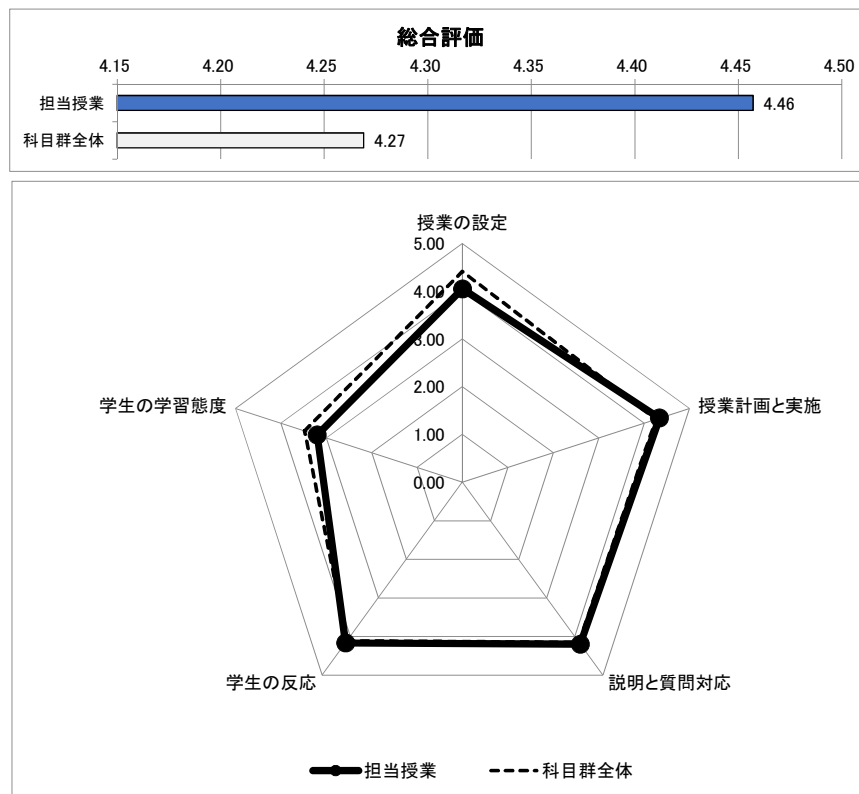 総合評価
4.15 4.20 4.25 4.30 4.35 4.40 4.45 4.50
担当授業 4.46
科目群全体 4.27
授業の設定
5.00
4.00
3.00
2.00
1.00
0.00
学生の学習態度
授業計画と実施
学生の反応
説明と質問対応
担当授業 科目群全体